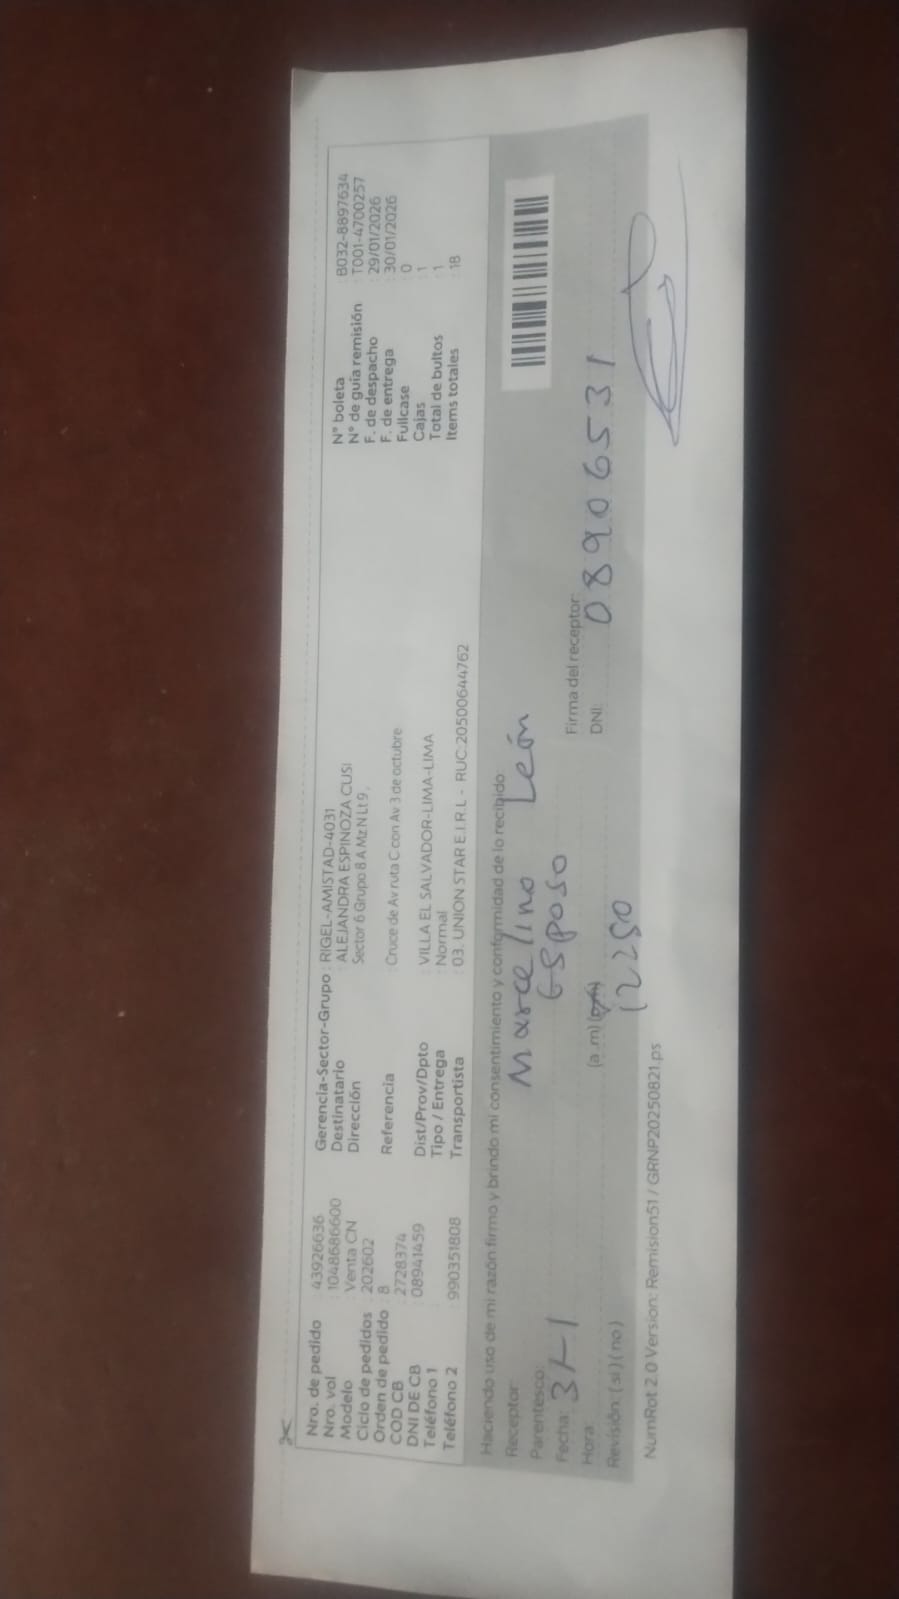 Nro. de pedido : 43926636
Nro. vol : 1048686600
Modelo : Venta CN
Ciclo de pedidos : 202602
Orden de pedido : 8
COD CB : 2728374
DNI DE CB : 08941459
Teléfono 1 :
Teléfono 2 : 990351808
Gerencia-Sector-Grupo : RIGEL-AMISTAD-4031
Destinatario : ALEJANDRA ESPINOZA CUSI
Dirección : Sector 6 Grupo 8 A Mz N Lt 9 ,
Referencia : Cruce de Av ruta C con Av 3 de octubre
Dist/Prov/Dpto : VILLA EL SALVADOR-LIMA-LIMA
Tipo / Entrega : Normal
Transportista : 03. UNION STAR E.I.R.L - RUC:20500644762
N° boleta : B032-8897634
N° de guía remisión : T001-4700257
F. de despacho : 29/01/2026
F. de entrega : 30/01/2026
Fullcase : 0
Cajas : 1
Total de bultos : 1
Items totales : 18
Haciendo uso de mi razón firmo y brindo mi consentimiento y conformidad de lo recibido:
Receptor: Marcelino León
Parentesco: Esposo
Fecha: 31-1
Firma del receptor:
Hora: (a.m) 1250
DNI: 08906531
Revisión: (si) (no)
NumRot 2.0 Version: Remision51 / GRNP20250821.ps